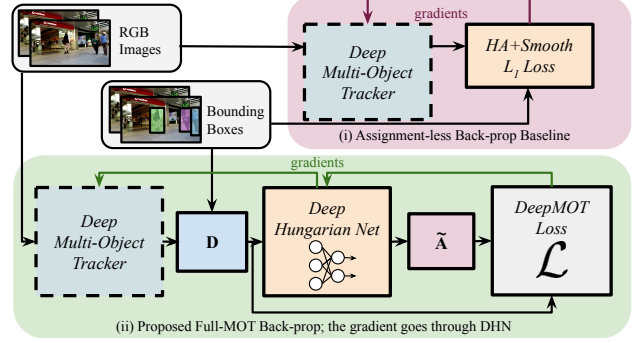 RGB
Images
gradients
Deep
Multi-Object
Tracker
HA+Smooth
L1 Loss
Bounding
Boxes
(i) Assignment-less Back-prop Baseline
gradients
Deep
Multi-Object
Tracker
D
Deep
Hungarian Net
Ã
DeepMOT
Loss
ℒ
(ii) Proposed Full-MOT Back-prop; the gradient goes through DHN